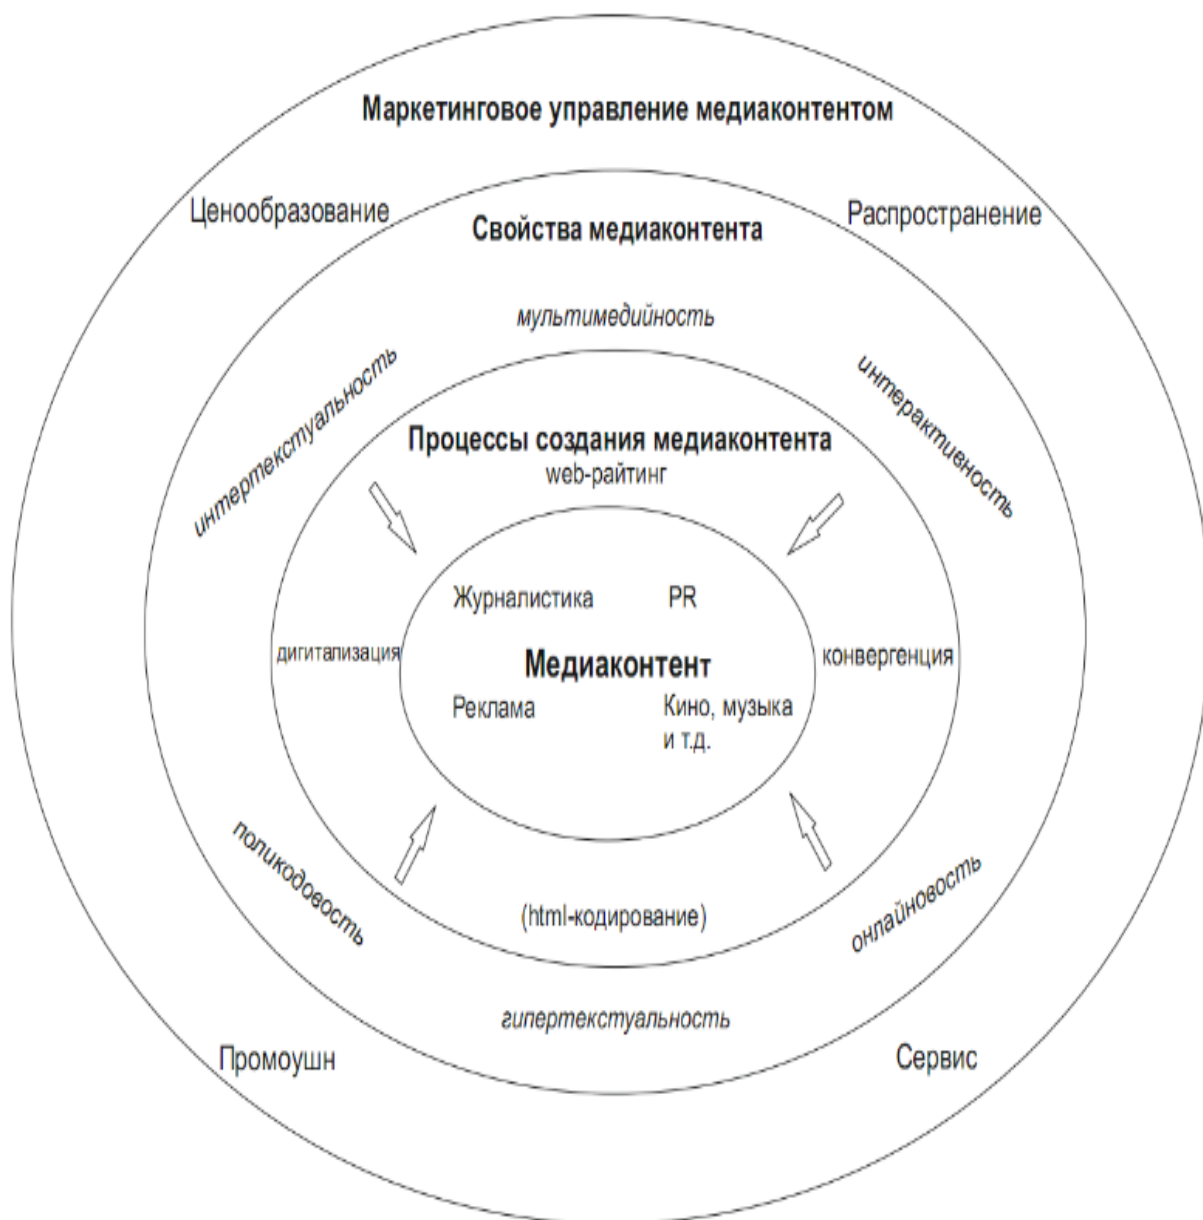 Маркетинговое управление медиаконтентом
Ценообразование
Распространение
Свойства медиаконтента
мультимедийность
интертекстуальность
интерактивность
Процессы создания медиаконтента
web-райтинг
Журналистика
PR
дигитализация
Медиаконтент
конвергенция
Реклама
Кино, музыка
и т.д.
поликодовость
онлайновость
(html-кодирование)
гипертекстуальность
Промоушн
Сервис